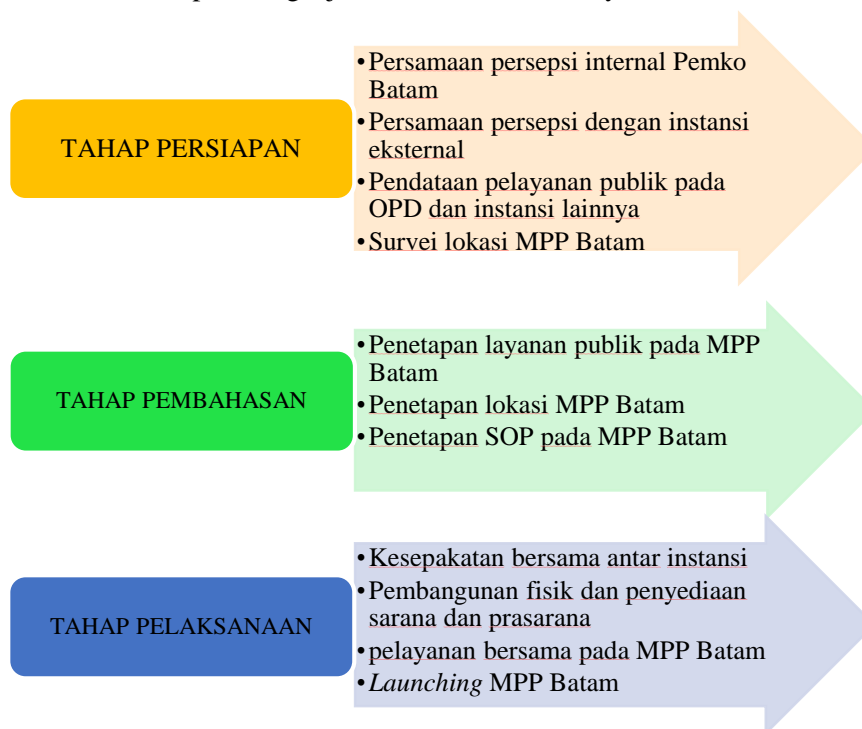 TAHAP PERSIAPAN
•Persamaan persepsi internal Pemko
Batam
•Persamaan persepsi dengan instansi
eksternal
•Pendataan pelayanan publik pada
OPD dan instansi lainnya
•Survei lokasi MPP Batam
TAHAP PEMBAHASAN
•Penetapan layanan publik pada MPP
Batam
•Penetapan lokasi MPP Batam
•Penetapan SOP pada MPP Batam
TAHAP PELAKSANAAN
•Kesepakatan bersama antar instansi
•Pembangunan fisik dan penyediaan
sarana dan prasarana
•pelayanan bersama pada MPP Batam
•Launching MPP Batam